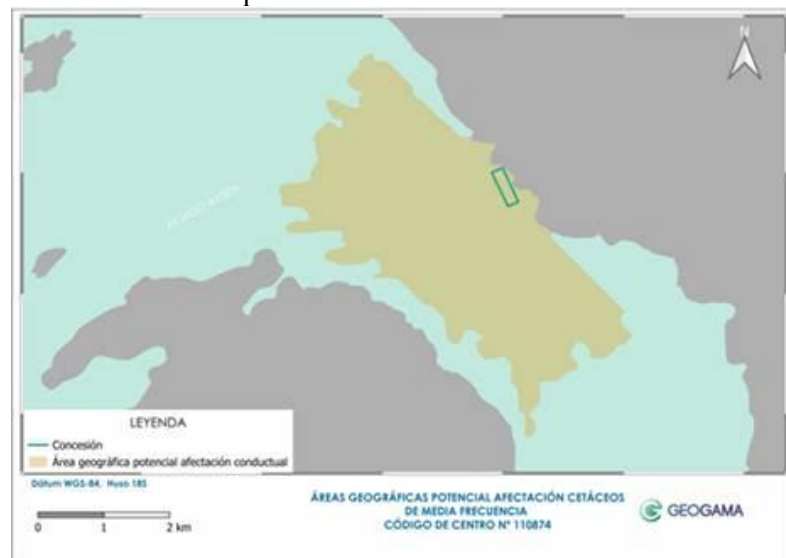 N
LEYENDA
Concesión
Área geográfica potencial afectación conductual
Dátum WGS-84, Huso 18S
0 1 2 km
ÁREAS GEOGRÁFICAS POTENCIAL AFECTACIÓN CETÁCEOS
DE MEDIA FRECUENCIA
CÓDIGO DE CENTRO N° 110874
GEOGAMA